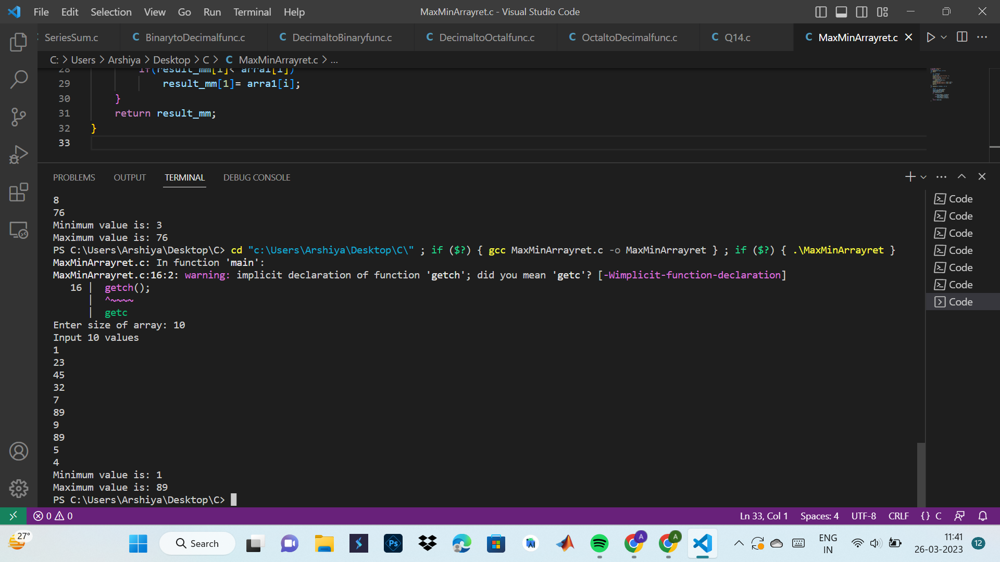 File Edit Selection View Go Run Terminal Help
MaxMinArrayret.c - Visual Studio Code
SeriesSum.c
C BinarytoDecimalfunc.c
C DecimaltoBinaryfunc.c
C DecimaltoOctalfunc.c
C OctaltoDecimalfunc.c
C Q14.c
C MaxMinArrayret.c
C: > Users > Arshiya > Desktop > C > C MaxMinArrayret.c > ...
28 if(result_mm[1]< arra1[i])
29 result_mm[1]= arra1[i];
30 }
31 return result_mm;
32 }
33
PROBLEMS OUTPUT TERMINAL DEBUG CONSOLE
8
76
Minimum value is: 3
Maximum value is: 76
PS C:\Users\Arshiya\Desktop\C> cd "c:\Users\Arshiya\Desktop\C\" ; if ($?) { gcc MaxMinArrayret.c -o MaxMinArrayret } ; if ($?) { .\MaxMinArrayret }
MaxMinArrayret.c: In function 'main':
MaxMinArrayret.c:16:2: warning: implicit declaration of function 'getch'; did you mean 'getc'? [-Wimplicit-function-declaration]
16 | getch();
| ^~~~~
| getc
Enter size of array: 10
Input 10 values
1
23
45
32
7
89
9
89
5
4
Minimum value is: 1
Maximum value is: 89
PS C:\Users\Arshiya\Desktop\C>
Code
Code
Code
Code
Code
Code
Code
0 0
Ln 33, Col 1 Spaces: 4 UTF-8 CRLF {} C
27°
Search
Ps
A
A
ENG
IN
11:41
26-03-2023
12